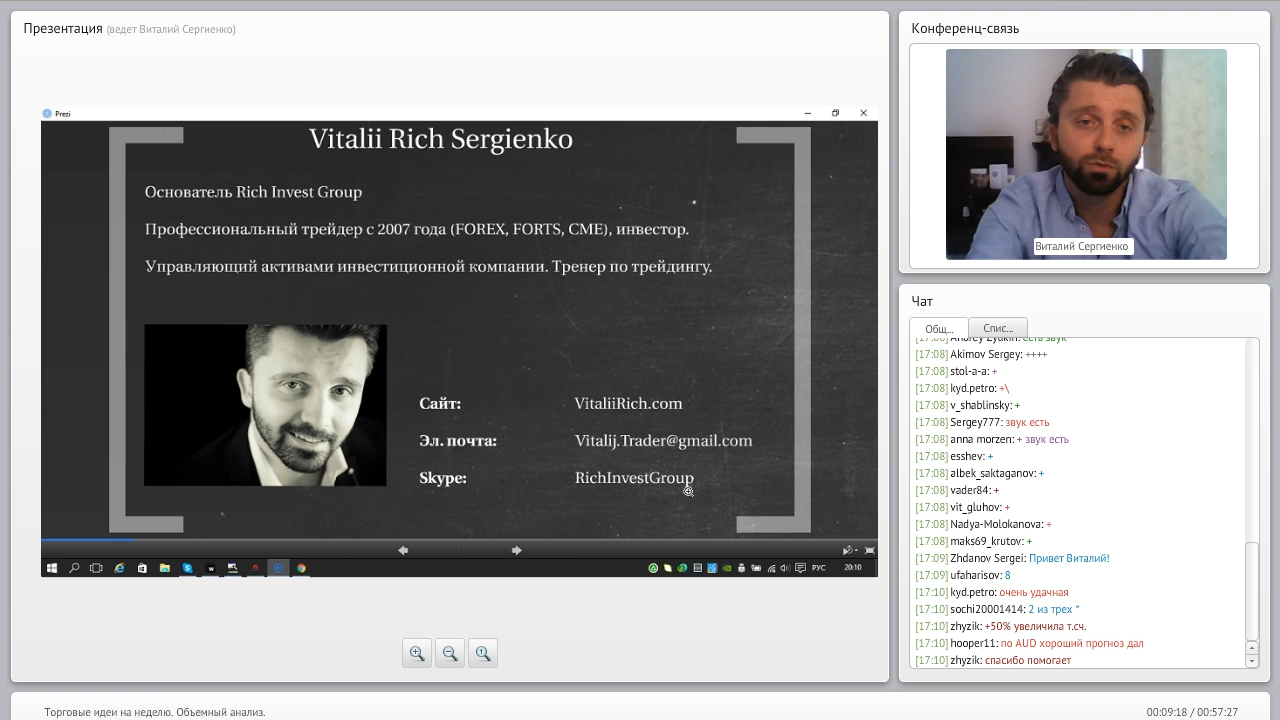 Презентация (ведет Виталий Сергиенко)
Prezi
Vitalii Rich Sergienko
Основатель Rich Invest Group
Профессиональный трейдер с 2007 года (FOREX, FORTS, CME), инвестор.
Управляющий активами инвестиционной компании. Тренер по трейдингу.
Сайт: VitaliiRich.com
Эл. почта: Vitalij.Trader@gmail.com
Skype: RichInvestGroup
РУС 20:10
Конференц-связь
Виталий Сергиенко
Чат
Общ... Спис...
[17:08] Andrey Zyukin: есть звук
[17:08] Akimov Sergey: ++++
[17:08] stol-a-a: +
[17:08] kyd.petro: +\
[17:08] v_shablinsky: +
[17:08] Sergey777: звук есть
[17:08] anna morzen: + звук есть
[17:08] esshev: +
[17:08] albek_saktaganov: +
[17:08] vader84: +
[17:08] vit_gluhov: +
[17:08] Nadya-Molokanova: +
[17:08] maks69_krutov: +
[17:09] Zhdanov Sergei: Привет Виталий!
[17:09] ufaharisov: 8
[17:10] kyd.petro: очень удачная
[17:10] sochi20001414: 2 из трех *
[17:10] zhyzik: +50% увеличила т.сч.
[17:10] hooper11: по AUD хороший прогноз дал
[17:10] zhyzik: спасибо помогает
Торговые идеи на неделю. Объемный анализ.
00:09:18 / 00:57:27